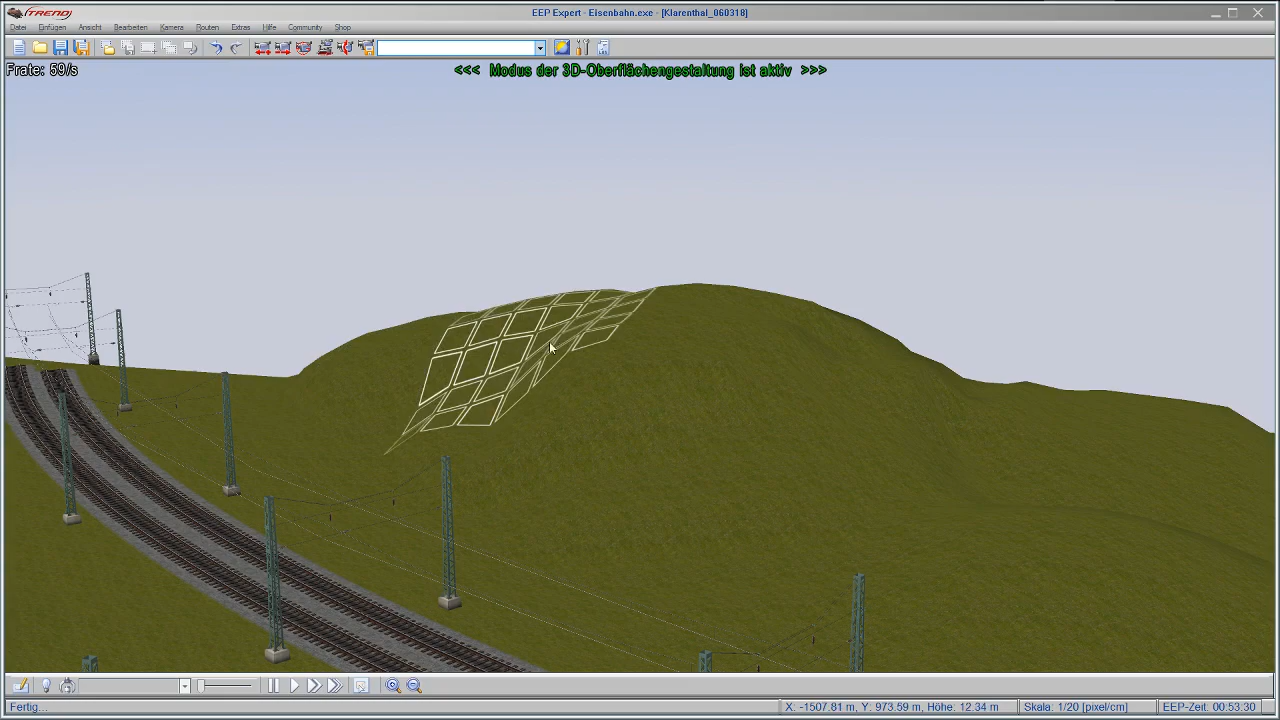 TREND
EEP Expert - Eisenbahn.exe - [Klarenthal_060318]
Datei Einfügen Ansicht Bearbeiten Kamera Routen Extras Hilfe Community Shop
Frate: 59/s
<<< Modus der 3D-Oberflächengestaltung ist aktiv >>>
Fertig...
X: -1507.81 m, Y: 973.59 m, Höhe: 12.34 m
Skala: 1/20 [pixel/cm]
EEP-Zeit: 00:53:30